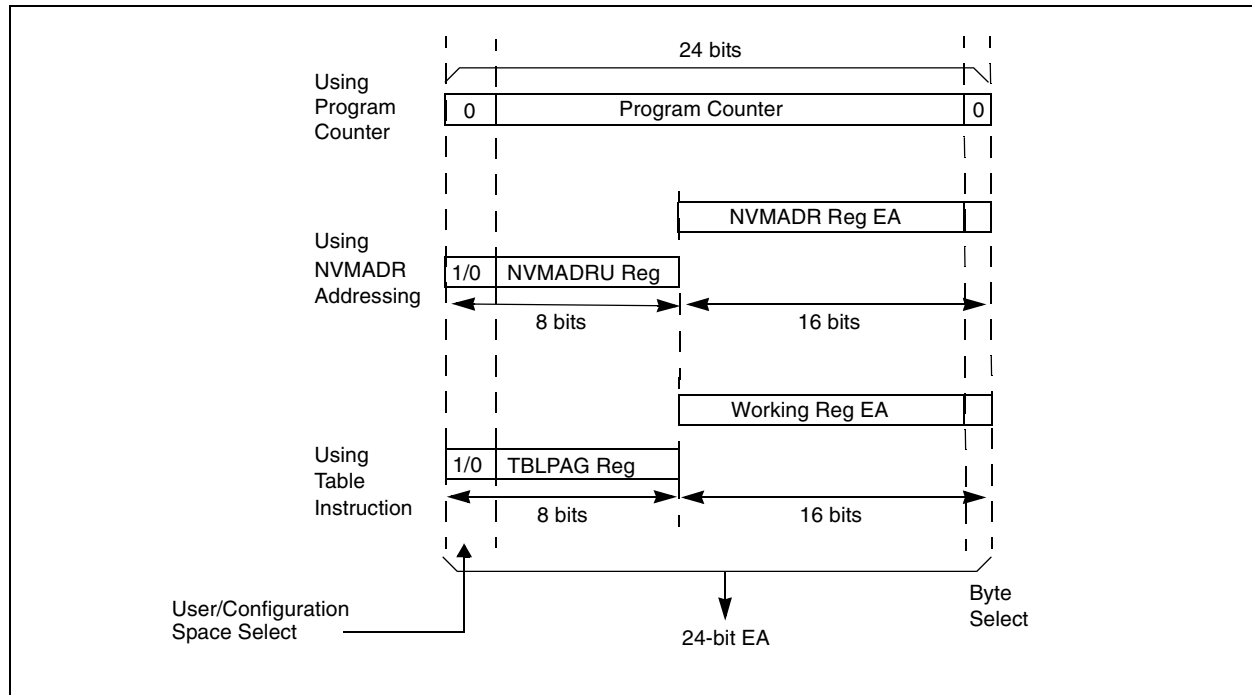 24 bits
Using
Program
Counter
0
Program Counter
0
NVMADR Reg EA
Using
NVMADR
Addressing
1/0
NVMADRU Reg
8 bits
16 bits
Working Reg EA
Using
Table
Instruction
1/0
TBLPAG Reg
8 bits
16 bits
User/Configuration
Space Select
24-bit EA
Byte
Select